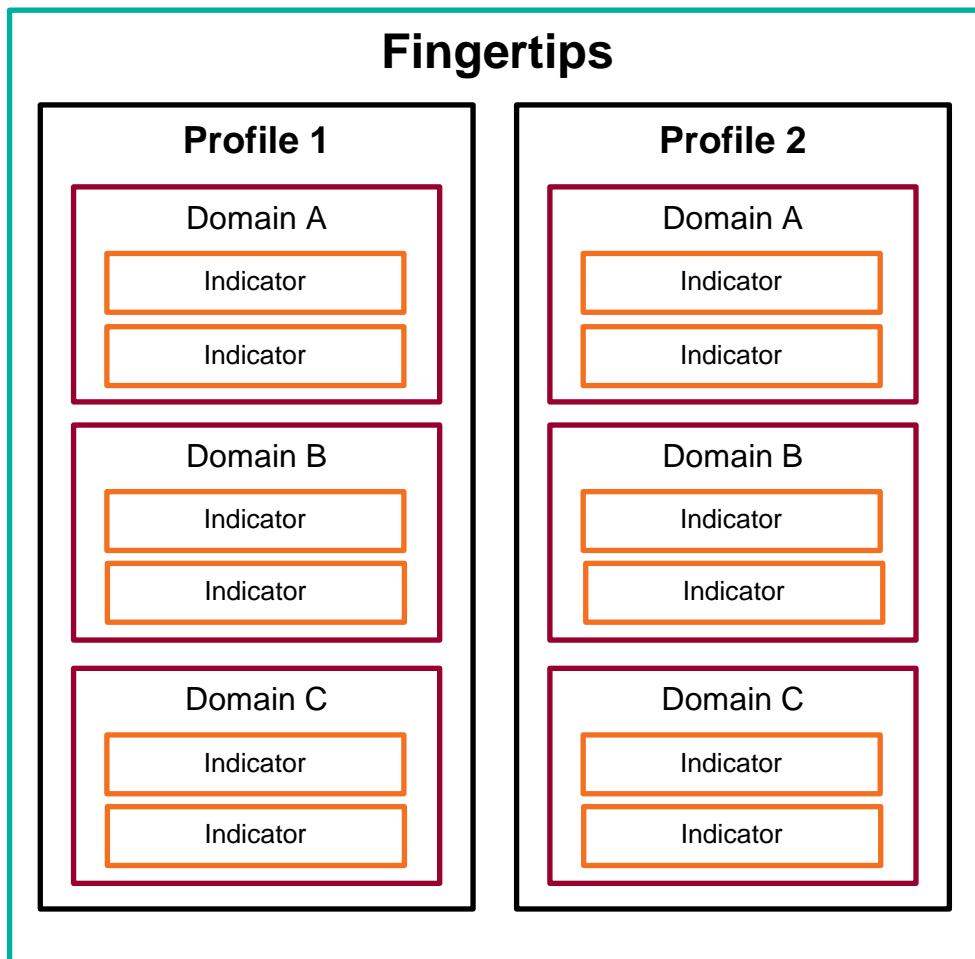 Fingertips
Profile 1
Domain A
Indicator
Indicator
Domain B
Indicator
Indicator
Domain C
Indicator
Indicator
Profile 2
Domain A
Indicator
Indicator
Domain B
Indicator
Indicator
Domain C
Indicator
Indicator